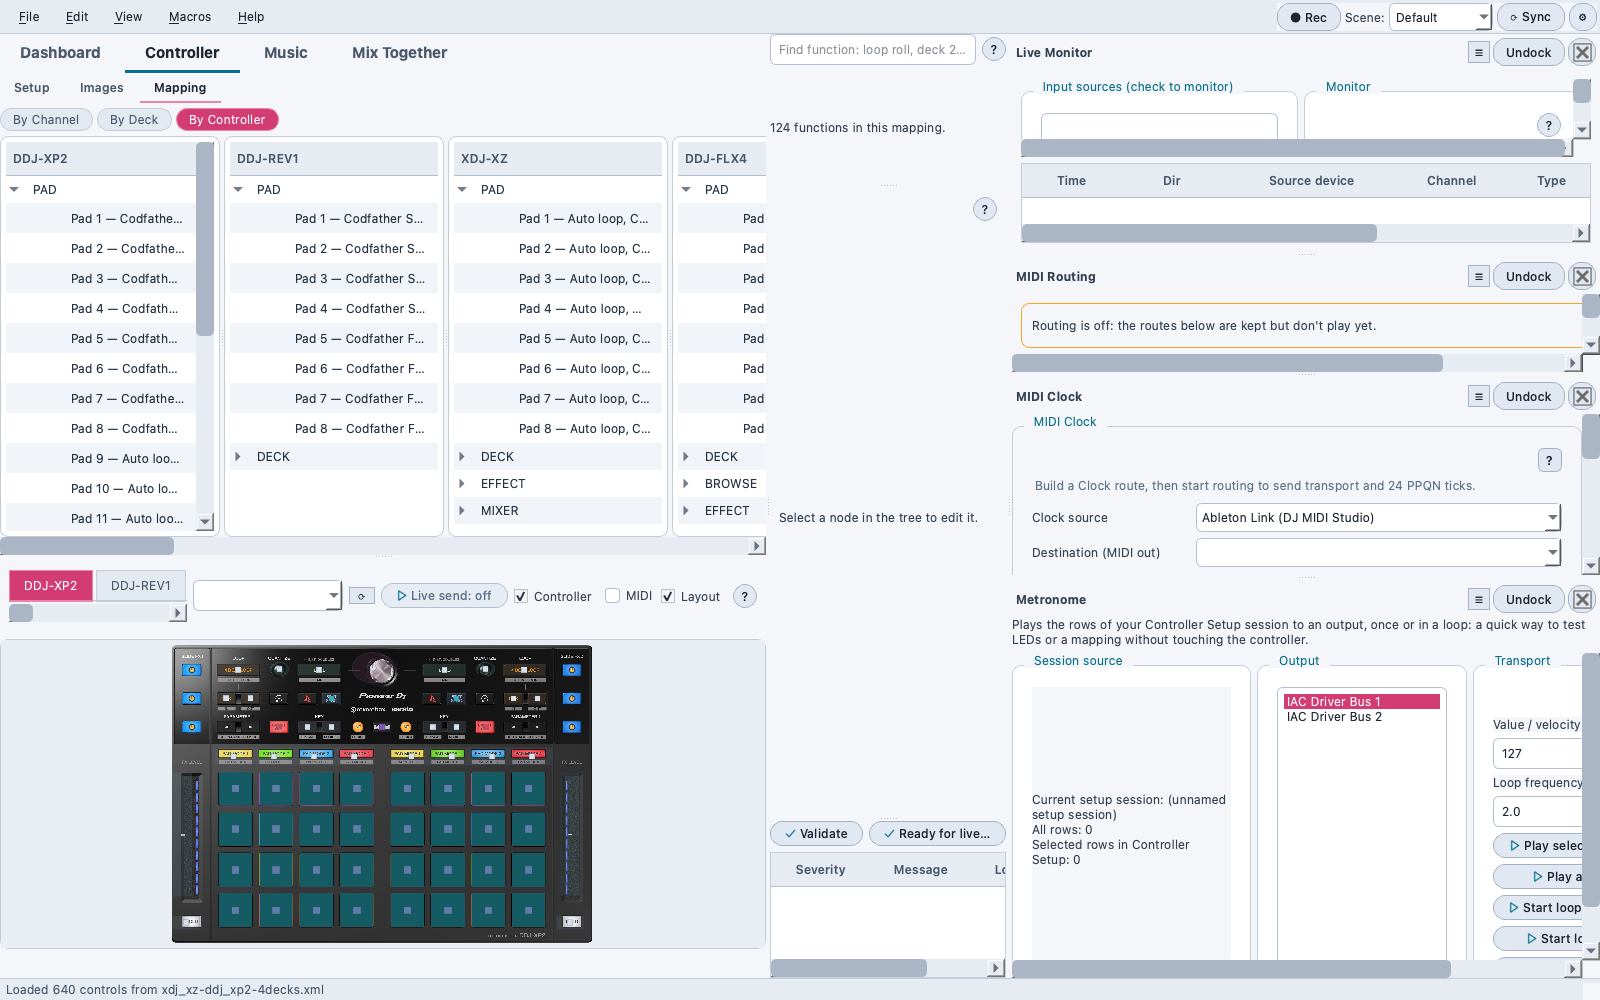 File Edit View Macros Help
Rec Scene: Default Sync
Dashboard Controller Music Mix Together
Setup Images Mapping
By Channel By Deck By Controller
DDJ-XP2
PAD
Pad 1 — Codfathe...
Pad 2 — Codfathe...
Pad 3 — Codfath...
Pad 4 — Codfath...
Pad 5 — Codfath...
Pad 6 — Codfath...
Pad 7 — Codfathe...
Pad 8 — Codfath...
Pad 9 — Auto loo...
Pad 10 — Auto lo...
Pad 11 — Auto loo...
DDJ-REV1
PAD
Pad 1 — Codfather S...
Pad 2 — Codfather S...
Pad 3 — Codfather S...
Pad 4 — Codfather S...
Pad 5 — Codfather F...
Pad 6 — Codfather F...
Pad 7 — Codfather F...
Pad 8 — Codfather F...
DECK
XDJ-XZ
PAD
Pad 1 — Auto loop, C...
Pad 2 — Auto loop, C...
Pad 3 — Auto loop, C...
Pad 4 — Auto loop, ...
Pad 5 — Auto loop, C...
Pad 6 — Auto loop, C...
Pad 7 — Auto loop, C...
Pad 8 — Auto loop, C...
DECK
EFFECT
MIXER
DDJ-FLX4
PAD
Pad
Pad
Pad
Pad
Pad
Pad
Pad
Pad
DECK
BROWSE
EFFECT
DDJ-XP2 DDJ-REV1 Live send: off Controller MIDI Layout ?
Pioneer DJ
DDJ-XP2
Find function: loop roll, deck 2... ?
124 functions in this mapping.
?
Select a node in the tree to edit it.
Validate Ready for live...
Severity Message Lo
Live Monitor Undock
Input sources (check to monitor) Monitor
?
Time Dir Source device Channel Type
MIDI Routing Undock
Routing is off: the routes below are kept but don't play yet.
MIDI Clock Undock
MIDI Clock
?
Build a Clock route, then start routing to send transport and 24 PPQN ticks.
Clock source Ableton Link (DJ MIDI Studio)
Destination (MIDI out)
Metronome Undock
Plays the rows of your Controller Setup session to an output, once or in a loop: a quick way to test
LEDs or a mapping without touching the controller.
Session source
Current setup session: (unnamed
setup session)
All rows: 0
Selected rows in Controller
Setup: 0
Output
IAC Driver Bus 1
IAC Driver Bus 2
Transport
Value / velocity
127
Loop frequency
2.0
Play selec
Play a
Start loop
Start lo
Loaded 640 controls from xdj_xz-ddj_xp2-4decks.xml